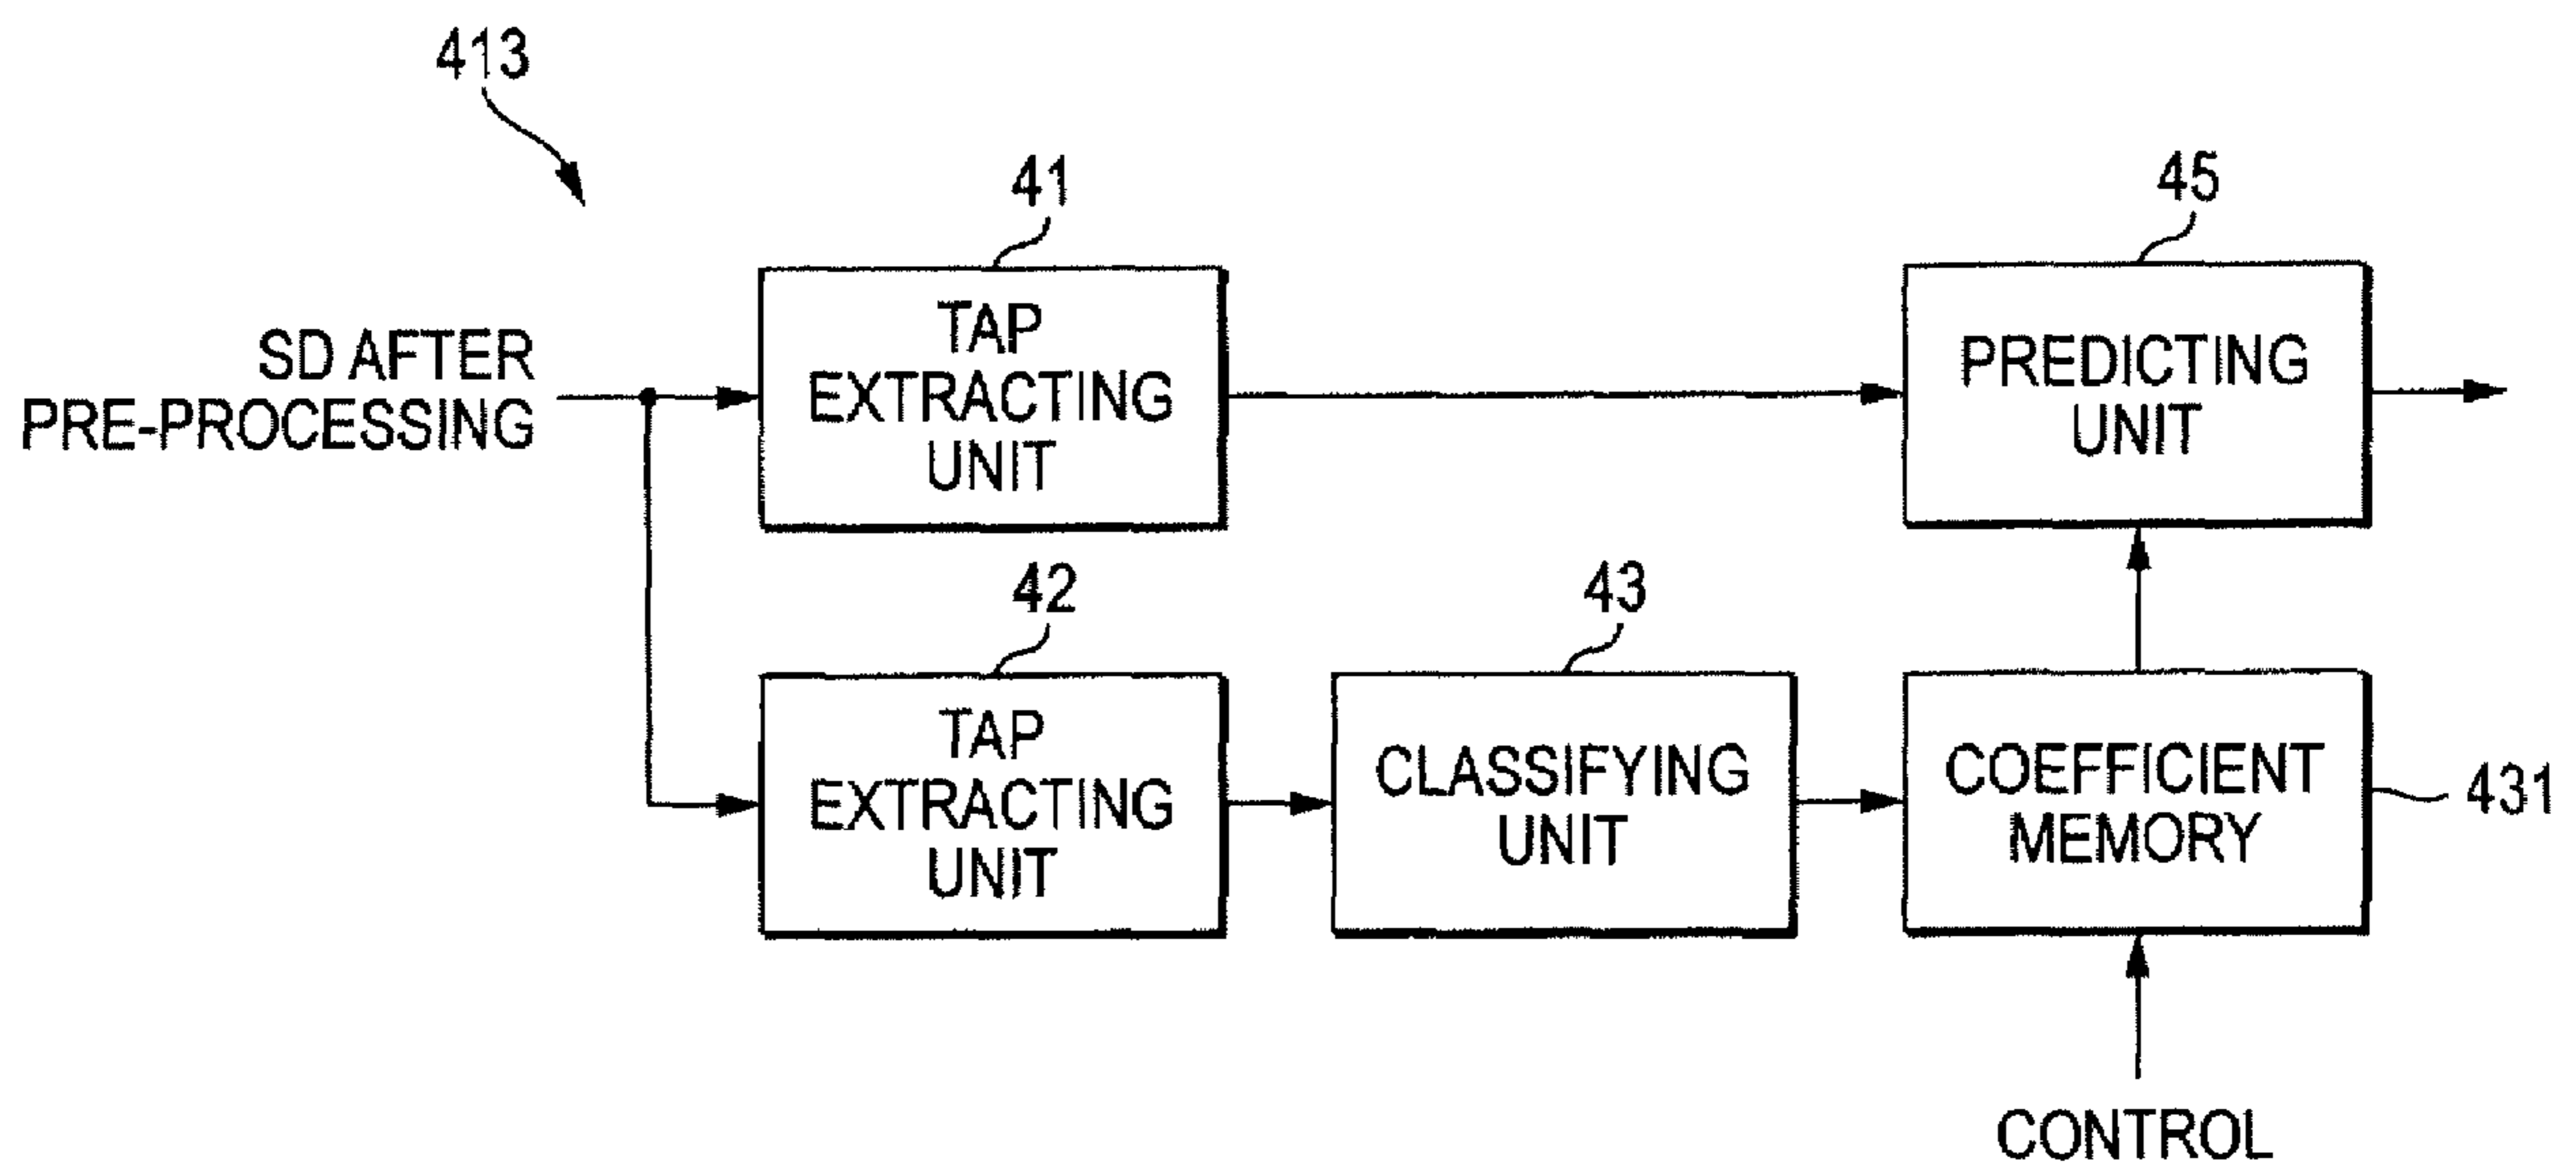 413
41
45
SD AFTER
PRE-PROCESSING
TAP
EXTRACTING
UNIT
PREDICTING
UNIT
42
43
TAP
EXTRACTING
UNIT
CLASSIFYING
UNIT
COEFFICIENT
MEMORY
431
CONTROL